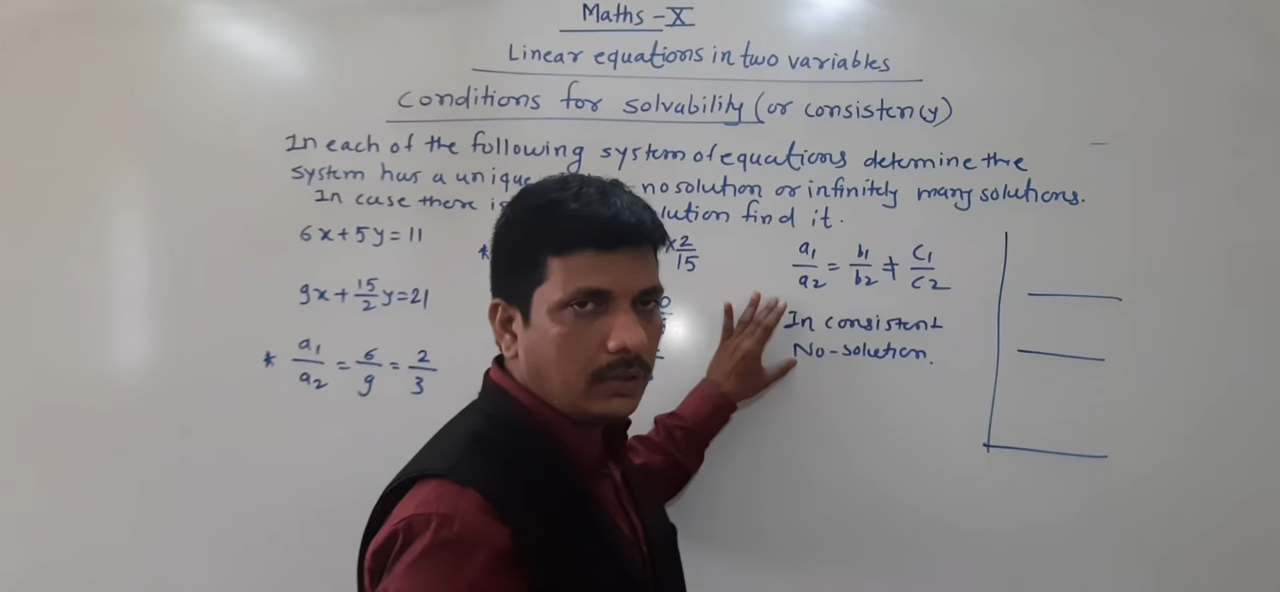 Maths - X
Linear equations in two variables
Conditions for solvability (or consistency)
In each of the following system of equations determine the
system has a unique no solution or infinitely many solutions.
In case there is lution find it.
6x+5y=11
9x+15/2y=21
* a1/a2 = 6/9 = 2/3
*
×2/15
a1/a2 = b1/b2 ≠ c1/c2
In consistent
No-solution.